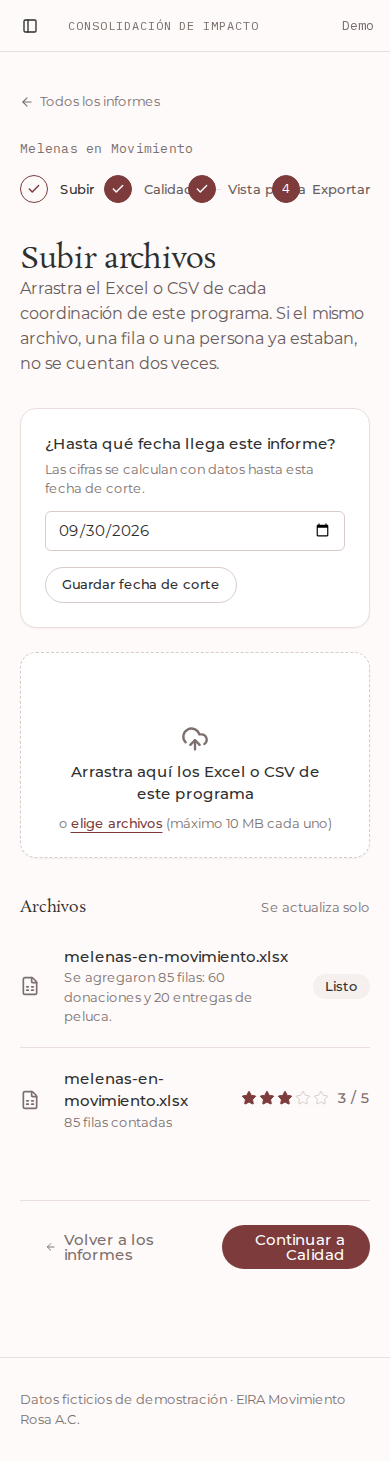 CONSOLIDACIÓN DE IMPACTO
Demo
Todos los informes
Melenas en Movimiento
Subir
Calidad
Vista
4
Exportar
Subir archivos
Arrastra el Excel o CSV de cada
coordinación de este programa. Si el mismo
archivo, una fila o una persona ya estaban,
no se cuentan dos veces.
¿Hasta qué fecha llega este informe?
Las cifras se calculan con datos hasta esta
fecha de corte.
09/30/2026
Guardar fecha de corte
Arrastra aquí los Excel o CSV de
este programa
o elige archivos (máximo 10 MB cada uno)
Archivos
Se actualiza solo
melenas-en-movimiento.xlsx
Se agregaron 85 filas: 60
donaciones y 20 entregas de
peluca.
Listo
melenas-en-
movimiento.xlsx
85 filas contadas
3 / 5
Volver a los
informes
Continuar a
Calidad
Datos ficticios de demostración · EIRA Movimiento
Rosa A.C.